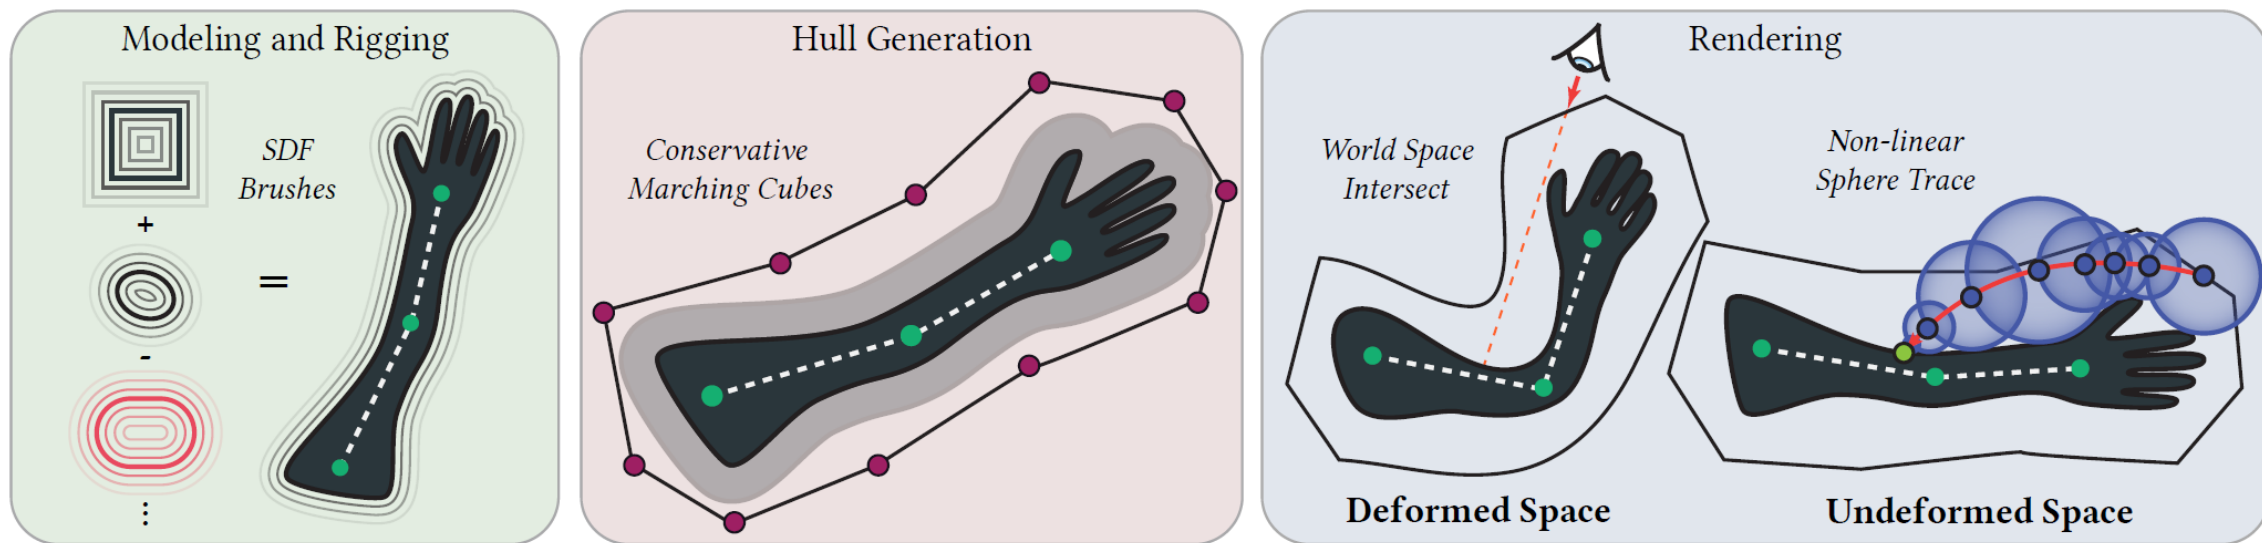 Modeling and Rigging
SDF
Brushes
+
=
-
⋮
Hull Generation
Conservative
Marching Cubes
Rendering
World Space
Intersect
Non-linear
Sphere Trace
Deformed Space
Undeformed Space